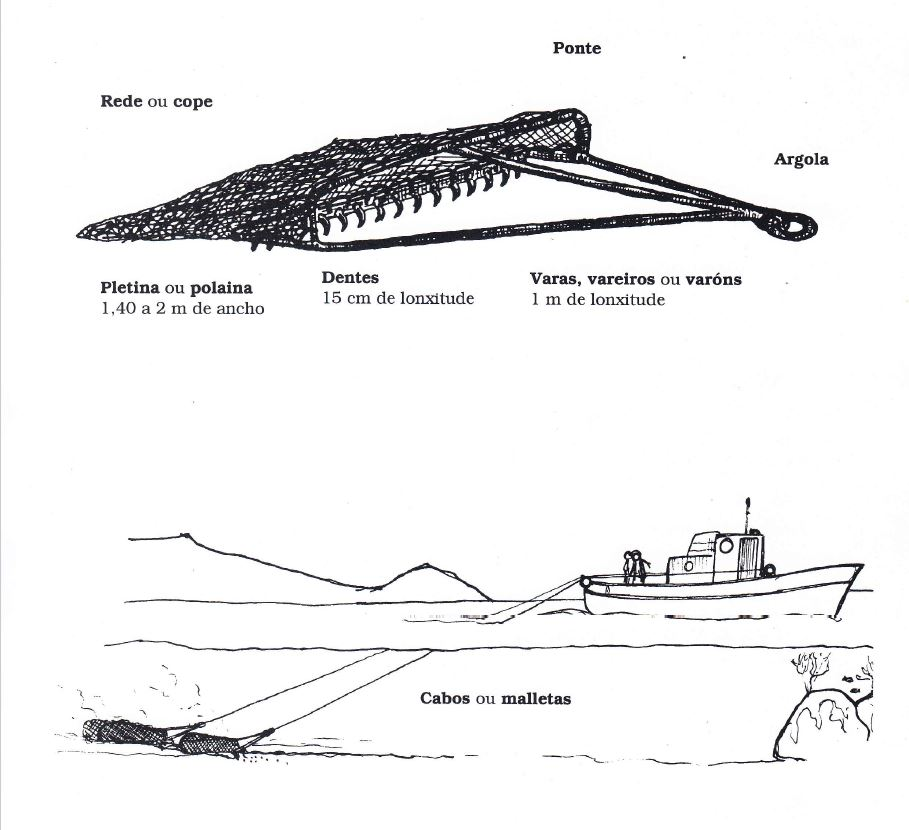 Ponte
Rede ou cope
Argola
Pletina ou polaina
1,40 a 2 m de ancho
Dentes
15 cm de lonxitude
Varas, vareiros ou varóns
1 m de lonxitude
Cabos ou malletas